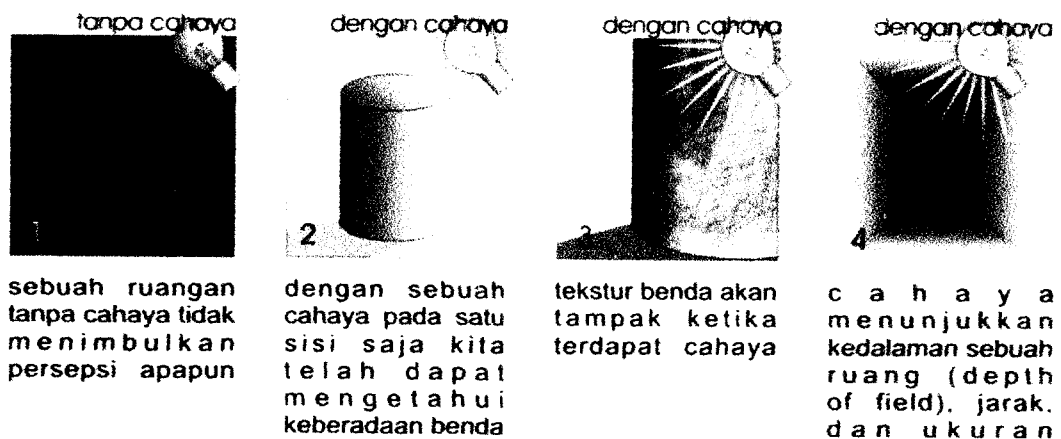 tanpa cahaya
1
sebuah ruangan
tanpa cahaya tidak
menimbulkan
persepsi apapun
dengan cahaya
2
dengan sebuah
cahaya pada satu
sisi saja kita
telah dapat
mengetahui
keberadaan benda
dengan cahaya
3
tekstur benda akan
tampak ketika
terdapat cahaya
dengan cahaya
4
cahaya
menunjukkan
kedalaman sebuah
ruang (depth
of field), jarak,
dan ukuran